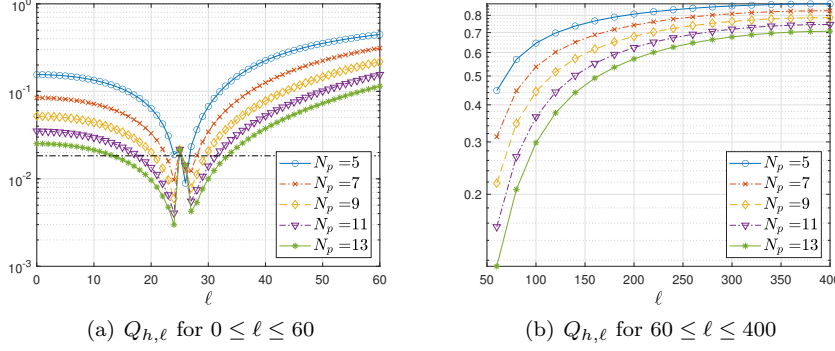 10⁰
10⁻¹
10⁻²
10⁻³
0 10 20 30 40 50 60
ℓ
N_p =5
N_p =7
N_p =9
N_p =11
N_p =13
(a) Q_{h,ℓ} for 0 ≤ ℓ ≤ 60
0.8
0.7
0.6
0.5
0.4
0.3
0.2
50 100 150 200 250 300 350 400
ℓ
N_p =5
N_p =7
N_p =9
N_p =11
N_p =13
(b) Q_{h,ℓ} for 60 ≤ ℓ ≤ 400